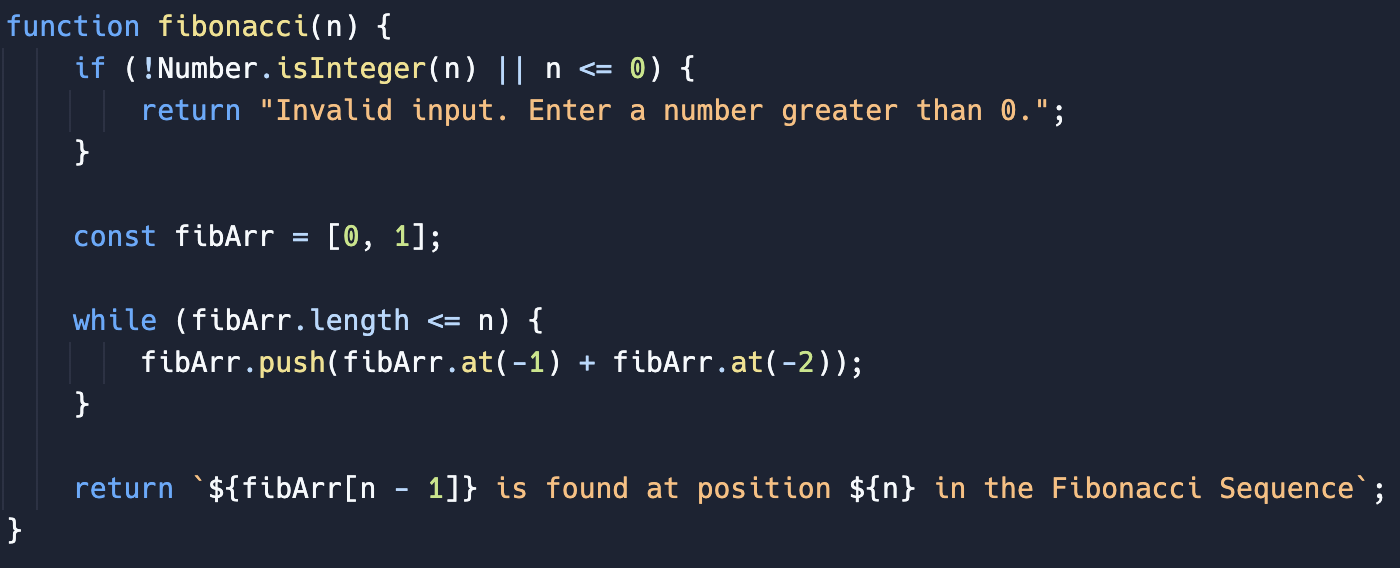 function fibonacci(n) {
    if (!Number.isInteger(n) || n <= 0) {
        return "Invalid input. Enter a number greater than 0.";
    }

    const fibArr = [0, 1];

    while (fibArr.length <= n) {
        fibArr.push(fibArr.at(-1) + fibArr.at(-2));
    }

    return `${fibArr[n - 1]} is found at position ${n} in the Fibonacci Sequence`;
}